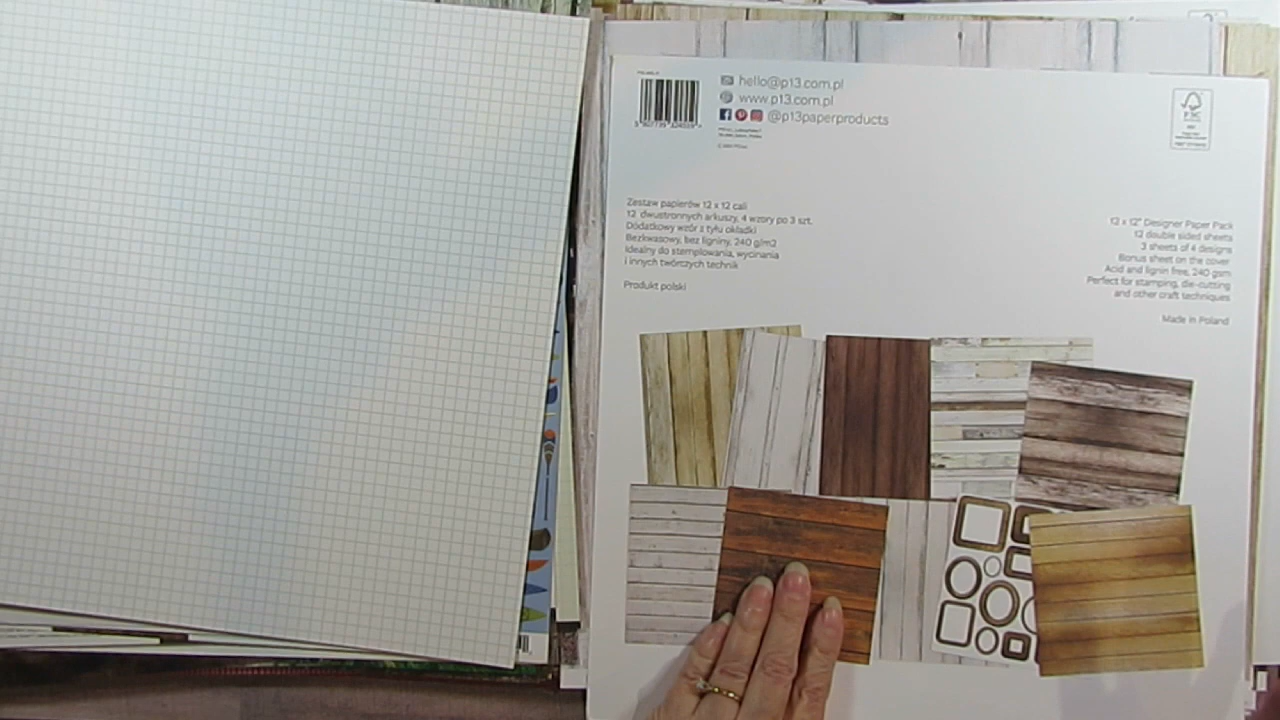 hello@p13.com.pl
www.p13.com.pl
@p13paperproducts
Zestaw papierów 12 x 12 cali
12 dwustronnych arkuszy, 4 wzory po 3 szt.
Dodatkowy wzór z tyłu okładki
Bezkwasowy, bez ligniny, 240 g/m2
Idealny do stemplowania, wycinania
i innych twórczych technik
Produkt polski
12 x 12" Designer Paper Pack
12 double sided sheets
3 sheets of 4 designs
Bonus sheet on the cover
Acid and lignin free, 240 gsm
Perfect for stamping, die-cutting
and other craft techniques
Made in Poland